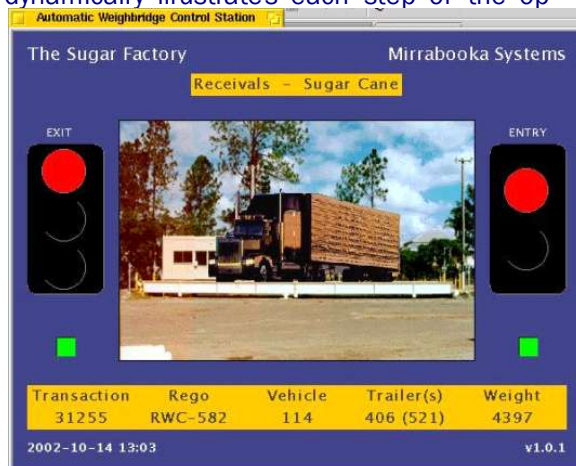 dynamically illustrates each step of the op
Automatic Weighbridge Control Station
The Sugar Factory Mirrabooka Systems
Receivals - Sugar Cane
EXIT ENTRY
Transaction Rego Vehicle Trailer(s) Weight
31255 RWC-582 114 406 (521) 4397
2002-10-14 13:03 v1.0.1